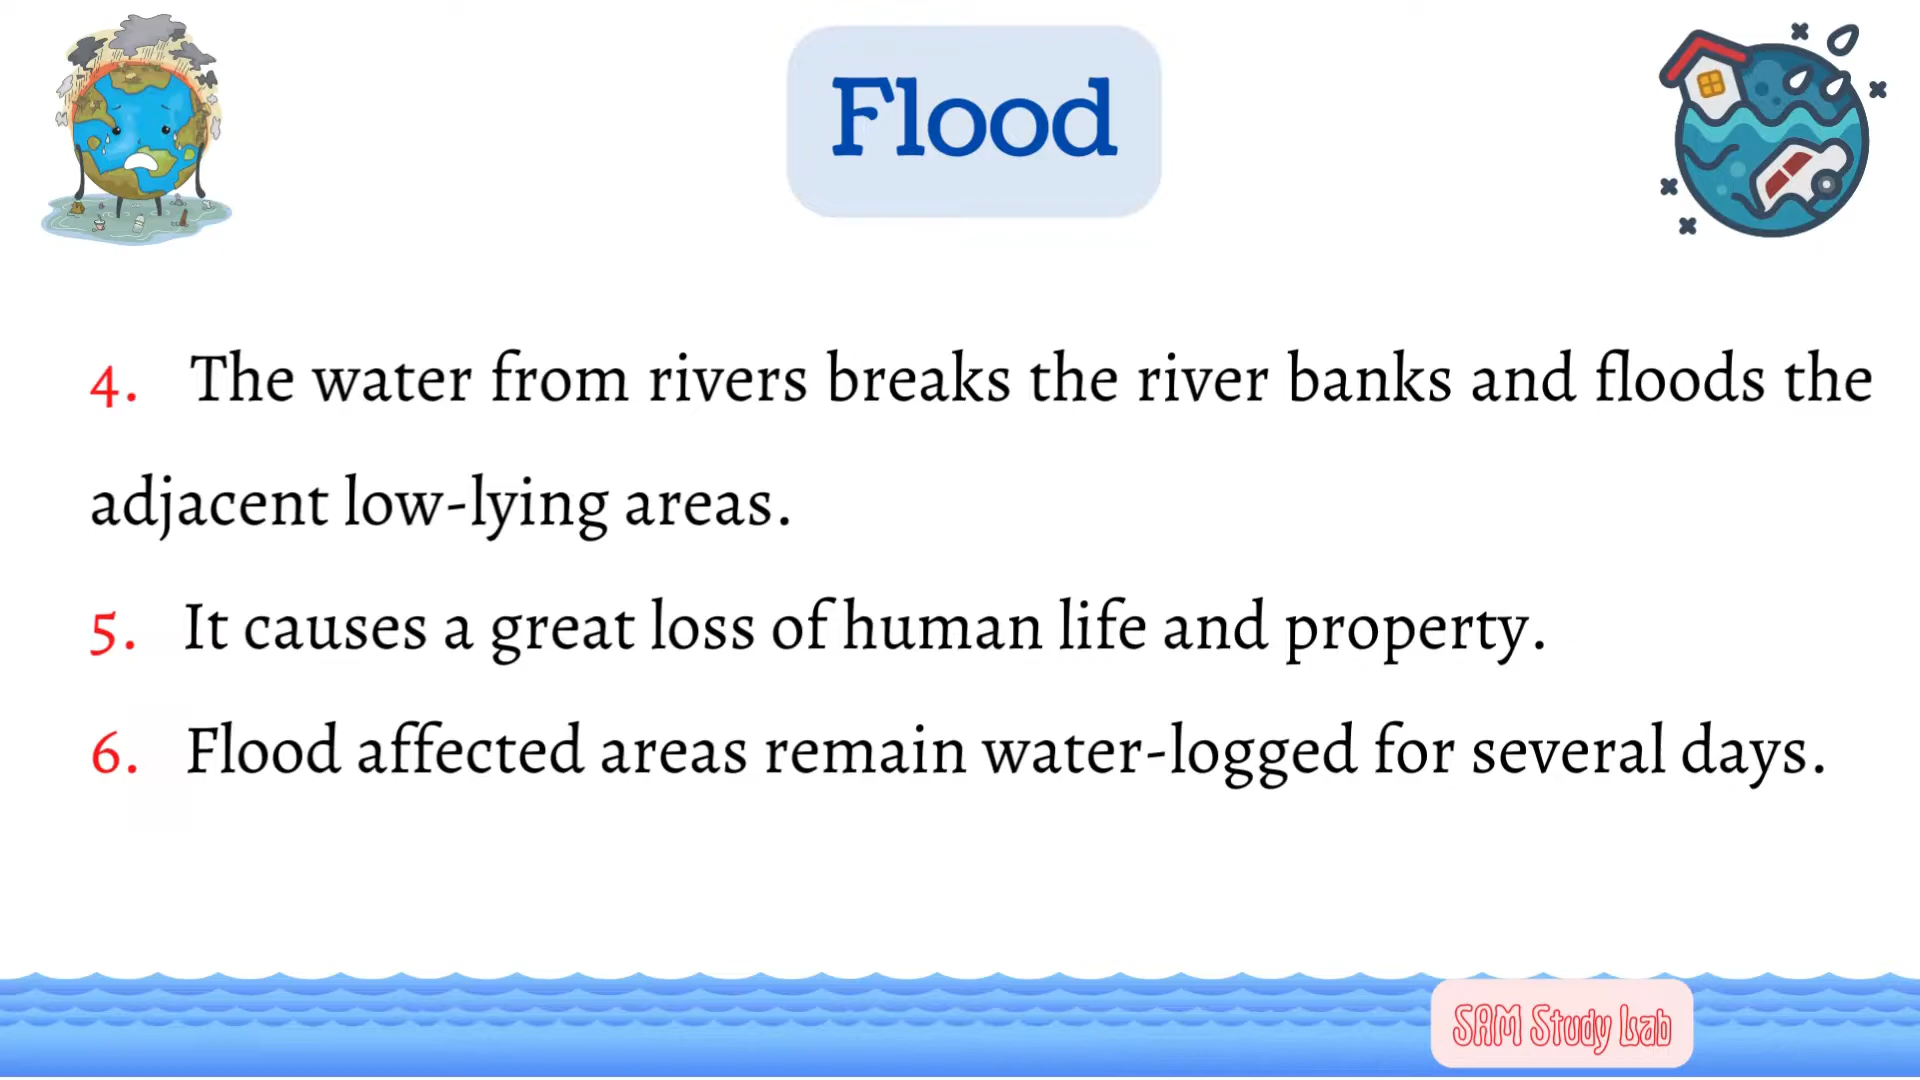 Flood
4. The water from rivers breaks the river banks and floods the
adjacent low-lying areas.
5. It causes a great loss of human life and property.
6. Flood affected areas remain water-logged for several days.
SAM Study Lab